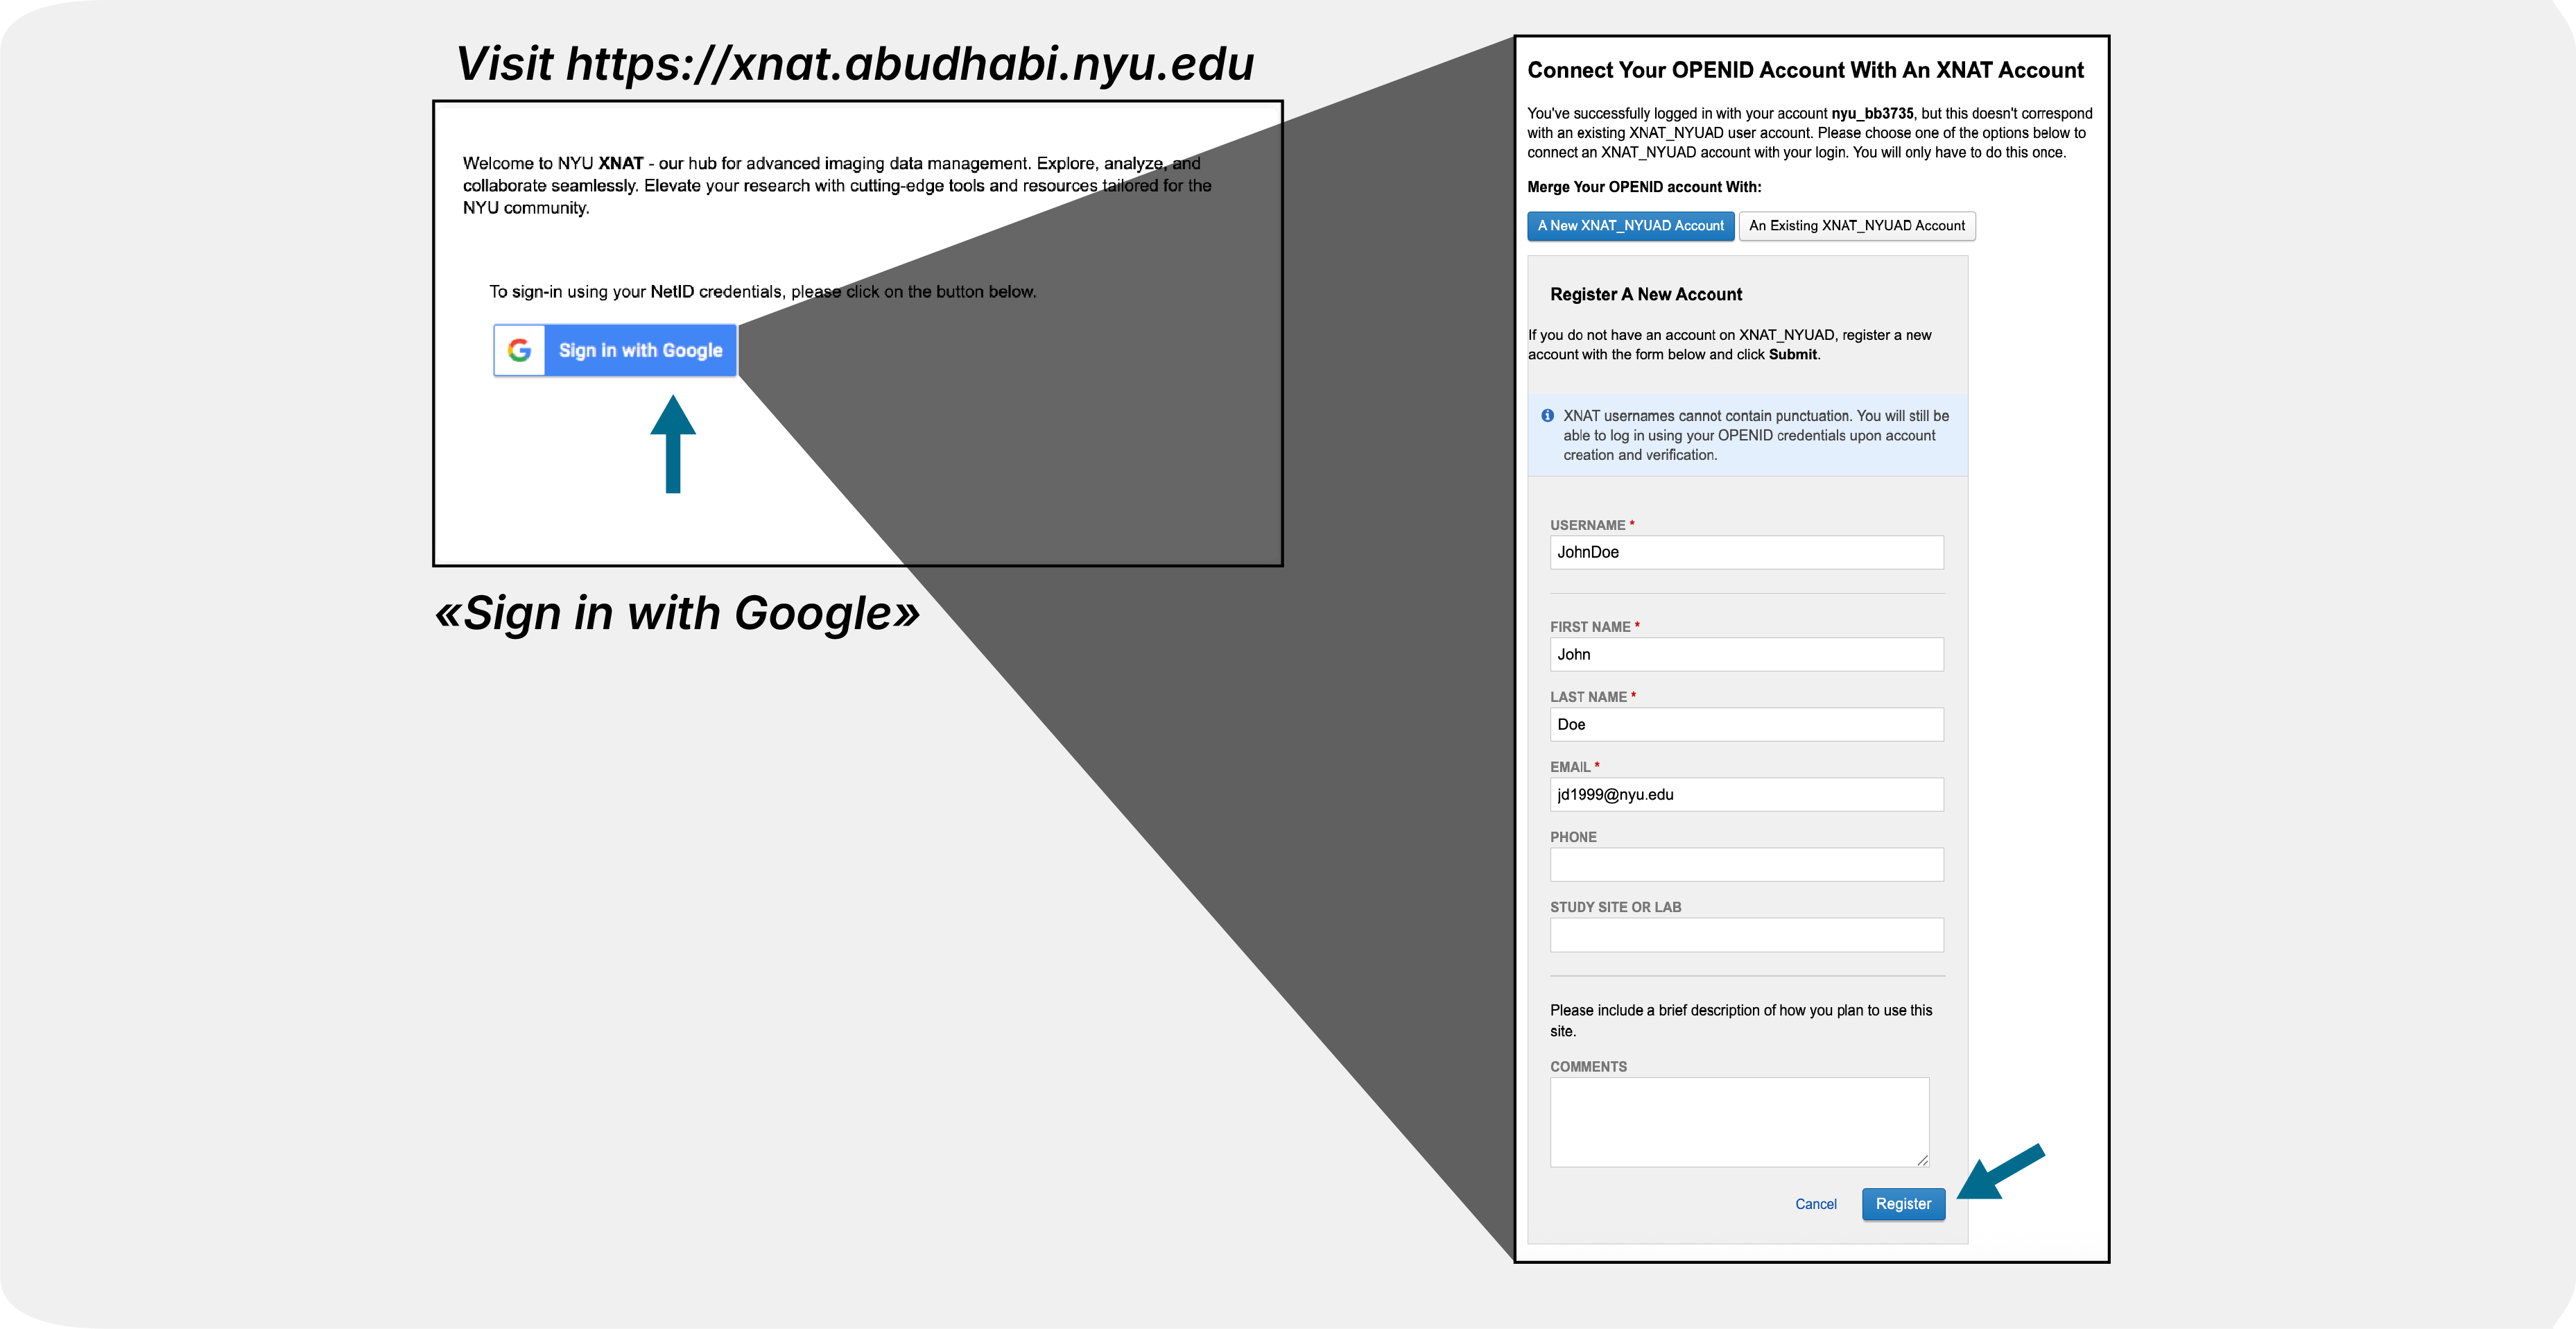 Visit https://xnat.abudhabi.nyu.edu
Welcome to NYU XNAT - our hub for advanced imaging data management. Explore, analyze, and
collaborate seamlessly. Elevate your research with cutting-edge tools and resources tailored for the
NYU community.
To sign-in using your NetID credentials, please click on the button below.
Sign in with Google
«Sign in with Google»
Connect Your OPENID Account With An XNAT Account
You've successfully logged in with your account nyu_bb3735, but this doesn't correspond
with an existing XNAT_NYUAD user account. Please choose one of the options below to
connect an XNAT_NYUAD account with your login. You will only have to do this once.
Merge Your OPENID account With:
A New XNAT_NYUAD Account An Existing XNAT_NYUAD Account
Register A New Account
If you do not have an account on XNAT_NYUAD, register a new
account with the form below and click Submit.
XNAT usernames cannot contain punctuation. You will still be
able to log in using your OPENID credentials upon account
creation and verification.
USERNAME *
JohnDoe
FIRST NAME *
John
LAST NAME *
Doe
EMAIL *
jd1999@nyu.edu
PHONE
STUDY SITE OR LAB
Please include a brief description of how you plan to use this
site.
COMMENTS
Cancel Register